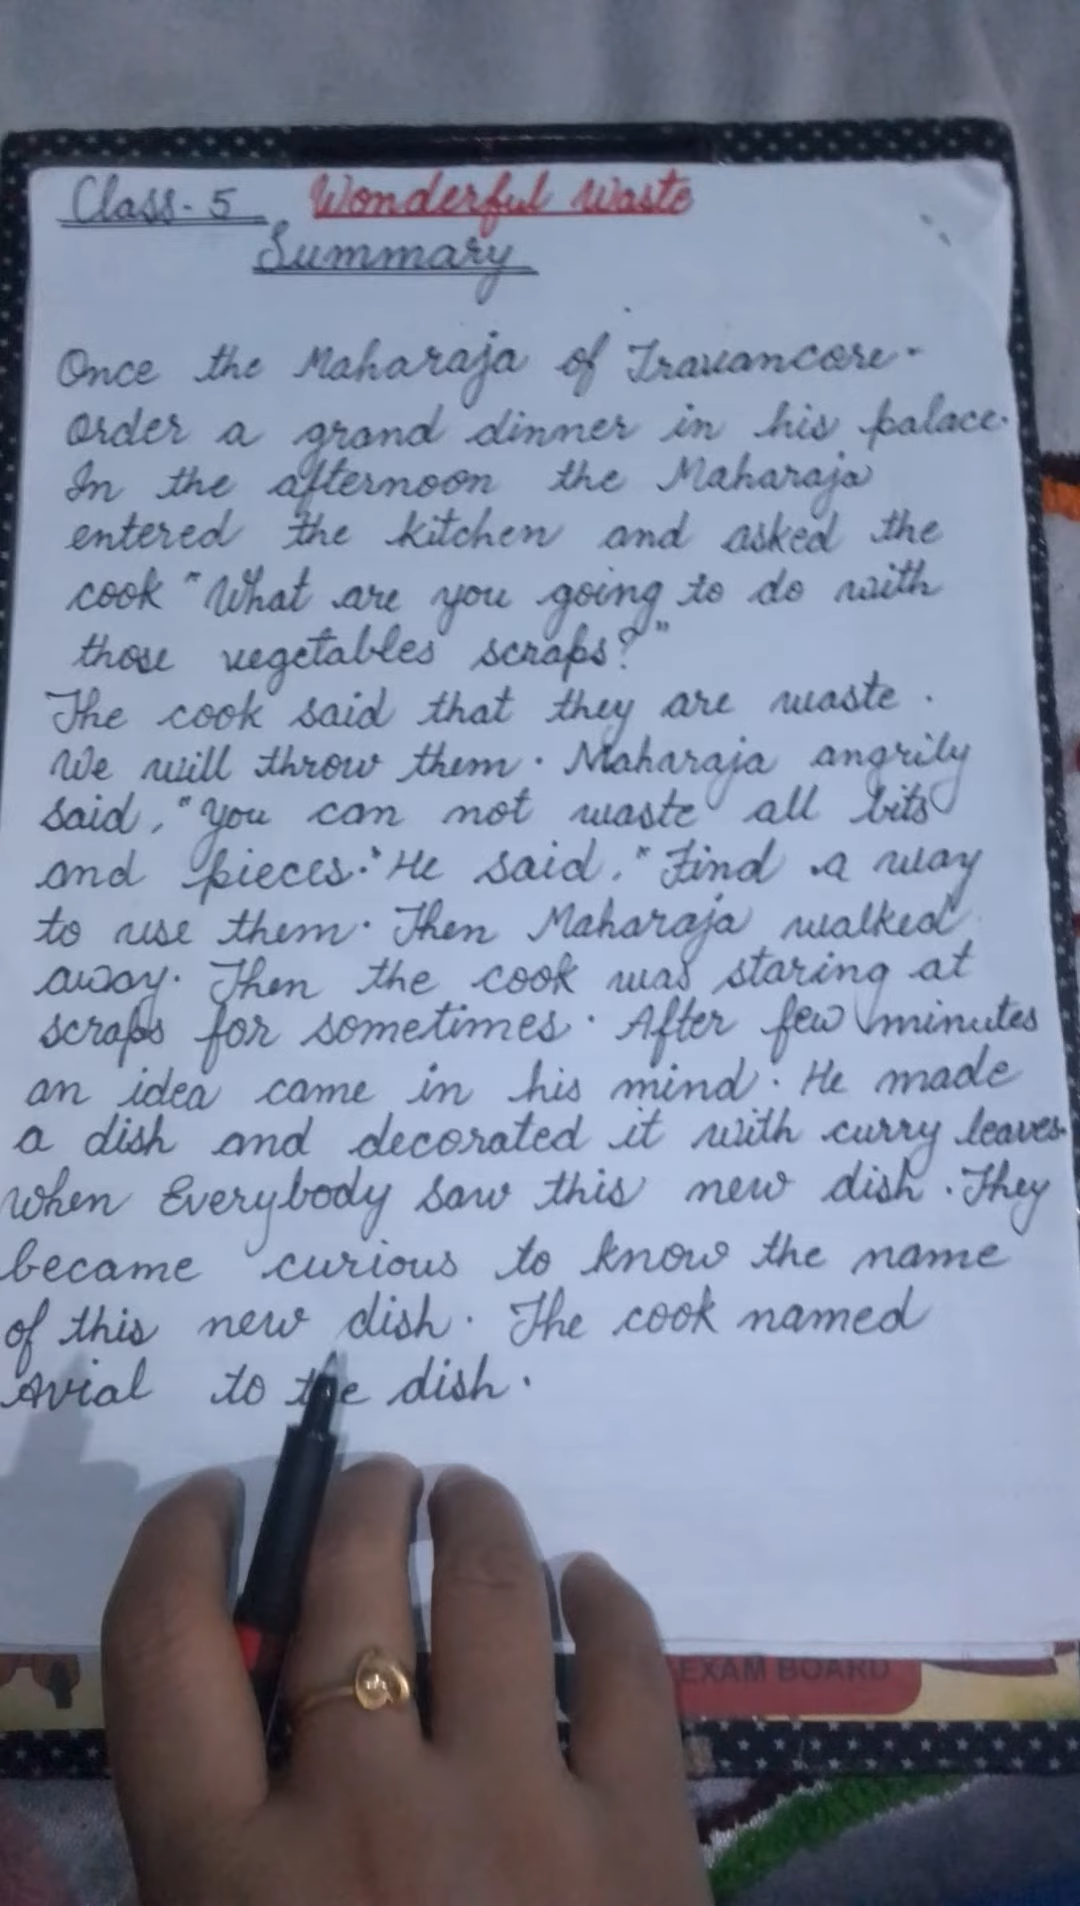 Class-5 Wonderful Waste
Summary
Once the Maharaja of Travancore.
order a grand dinner in his palace.
In the afternoon the Maharaja
entered the kitchen and asked the
cook "What are you going to do with
those vegetables scraps?"
The cook said that they are waste.
We will throw them. Maharaja angrily
said, "You can not waste all bits
and pieces." He said, "Find a way
to use them. Then Maharaja walked
away. Then the cook was staring at
scraps for sometimes. After few minutes
an idea came in his mind. He made
a dish and decorated it with curry leaves.
when Everybody saw this new dish. They
became curious to know the name
of this new dish. The cook named
Avial to the dish.
EXAM BOARD